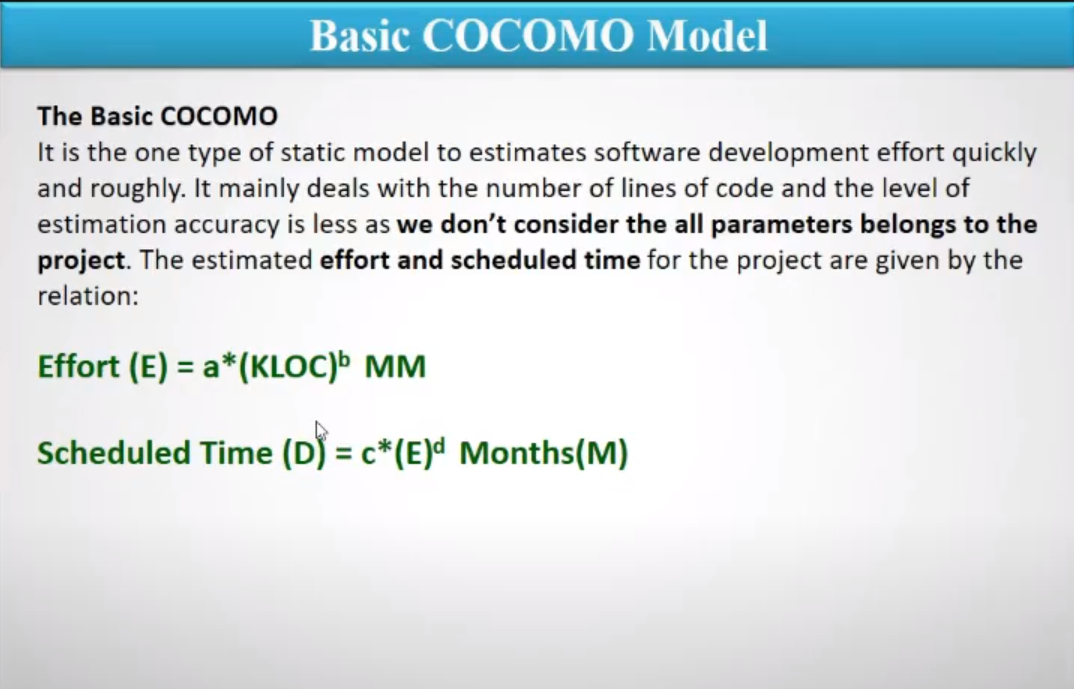 Basic COCOMO Model
The Basic COCOMO
It is the one type of static model to estimates software development effort quickly
and roughly. It mainly deals with the number of lines of code and the level of
estimation accuracy is less as we don't consider the all parameters belongs to the
project. The estimated effort and scheduled time for the project are given by the
relation:
Effort (E) = a*(KLOC)ᵇ MM
Scheduled Time (D) = c*(E)ᵈ Months(M)